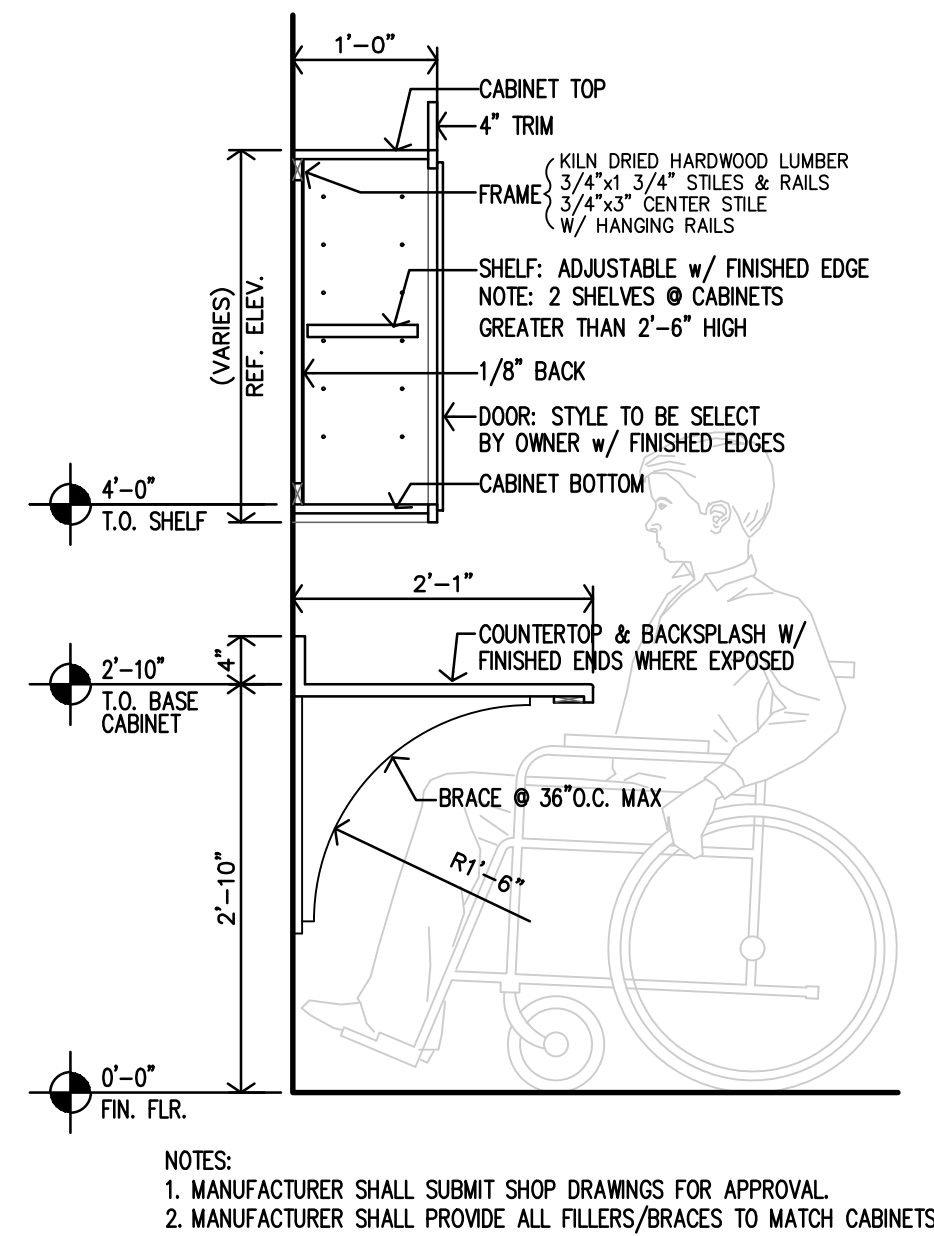 1'-0"
CABINET TOP
4" TRIM
FRAME
KILN DRIED HARDWOOD LUMBER
3/4"x1 3/4" STILES & RAILS
3/4"x3" CENTER STILE
W/ HANGING RAILS
(VARIES)
REF. ELEV.
SHELF: ADJUSTABLE w/ FINISHED EDGE
NOTE: 2 SHELVES @ CABINETS
GREATER THAN 2'-6" HIGH
1/8" BACK
DOOR: STYLE TO BE SELECT
BY OWNER w/ FINISHED EDGES
CABINET BOTTOM
4'-0"
T.O. SHELF
2'-1"
COUNTERTOP & BACKSPLASH W/
FINISHED ENDS WHERE EXPOSED
4"
2'-10"
T.O. BASE
CABINET
BRACE @ 36"O.C. MAX
R1'-6"
2'-10"
0'-0"
FIN. FLR.
NOTES:
1. MANUFACTURER SHALL SUBMIT SHOP DRAWINGS FOR APPROVAL.
2. MANUFACTURER SHALL PROVIDE ALL FILLERS/BRACES TO MATCH CABINETS